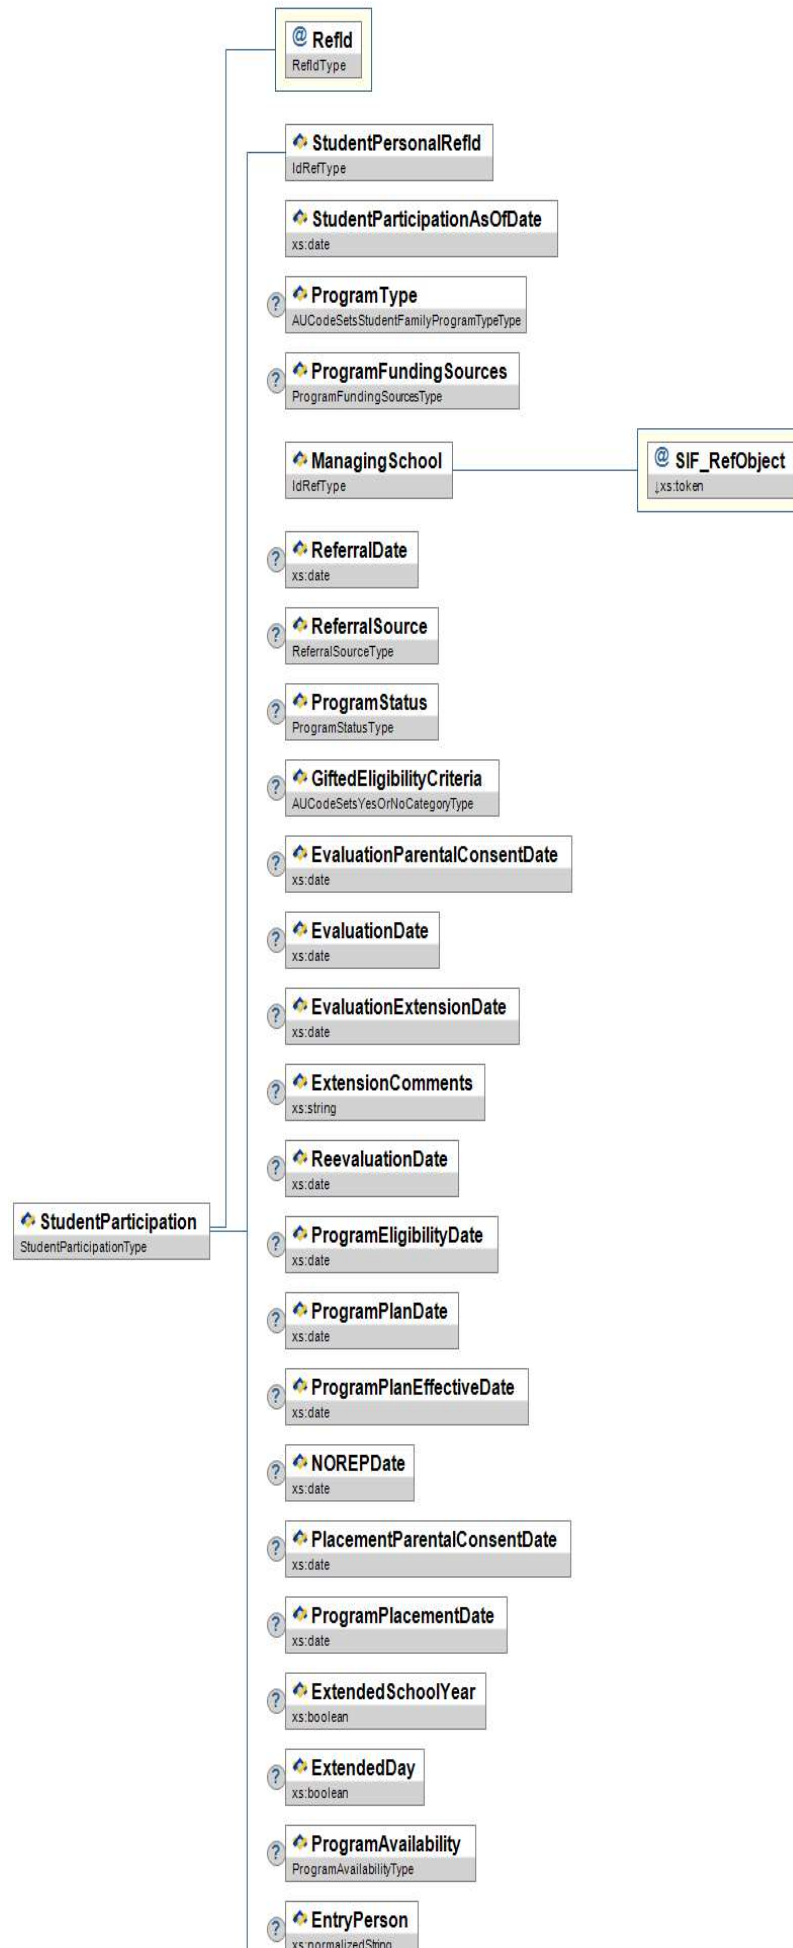 @ RefId
RefIdType
StudentPersonalRefId
IdRefType
StudentParticipationAsOfDate
xs:date
? ProgramType
AUCodeSetsStudentFamilyProgramTypeType
? ProgramFundingSources
ProgramFundingSourcesType
ManagingSchool
IdRefType
@ SIF_RefObject
↓xs:token
? ReferralDate
xs:date
? ReferralSource
ReferralSourceType
? ProgramStatus
ProgramStatusType
? GiftedEligibilityCriteria
AUCodeSetsYesOrNoCategoryType
? EvaluationParentalConsentDate
xs:date
? EvaluationDate
xs:date
? EvaluationExtensionDate
xs:date
? ExtensionComments
xs:string
? ReevaluationDate
xs:date
StudentParticipation
StudentParticipationType
? ProgramEligibilityDate
xs:date
? ProgramPlanDate
xs:date
? ProgramPlanEffectiveDate
xs:date
? NOREPDate
xs:date
? PlacementParentalConsentDate
xs:date
? ProgramPlacementDate
xs:date
? ExtendedSchoolYear
xs:boolean
? ExtendedDay
xs:boolean
? ProgramAvailability
ProgramAvailabilityType
? EntryPerson
xs:normalizedString